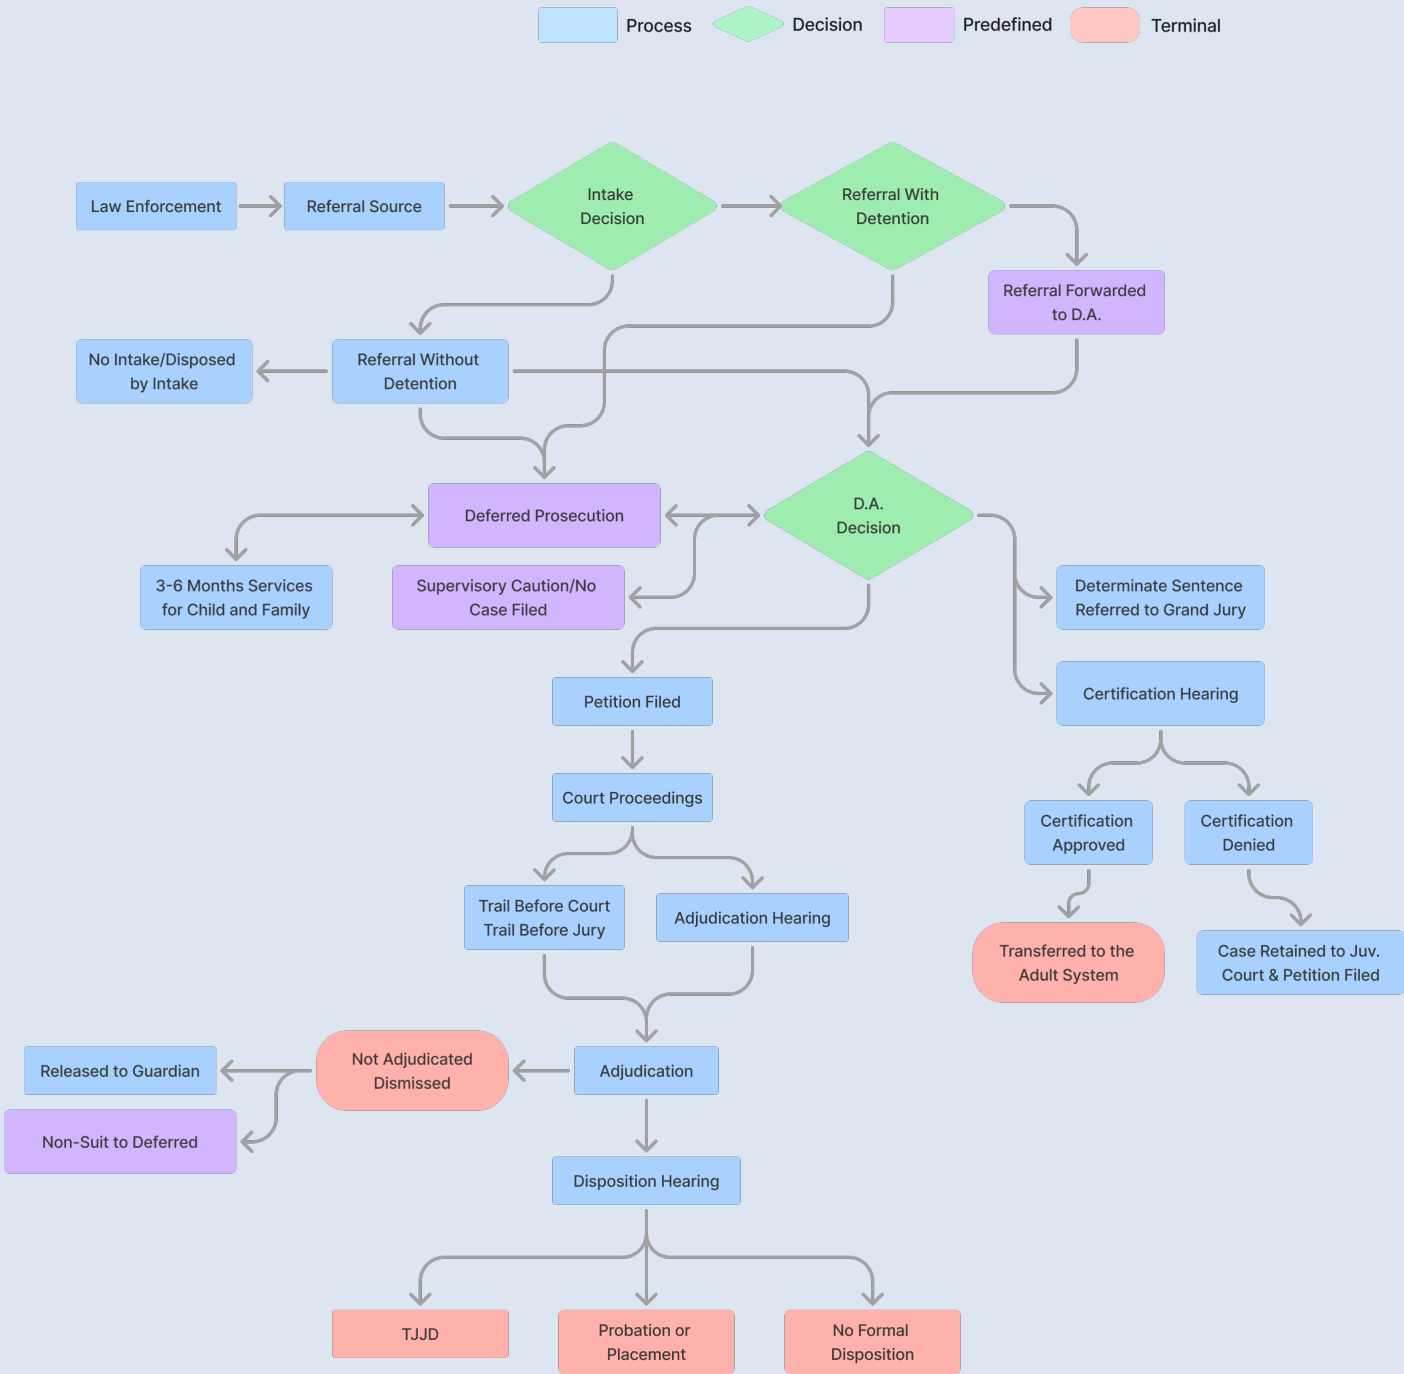 Process
Decision
Predefined
Terminal
Law Enforcement
Referral Source
Intake
Decision
Referral With
Detention
Referral Forwarded
to D.A.
No Intake/Disposed
by Intake
Referral Without
Detention
Deferred Prosecution
D.A.
Decision
3-6 Months Services
for Child and Family
Supervisory Caution/No
Case Filed
Determinate Sentence
Referred to Grand Jury
Petition Filed
Certification Hearing
Court Proceedings
Certification
Approved
Certification
Denied
Trail Before Court
Trail Before Jury
Adjudication Hearing
Transferred to the
Adult System
Case Retained to Juv.
Court & Petition Filed
Released to Guardian
Not Adjudicated
Dismissed
Adjudication
Non-Suit to Deferred
Disposition Hearing
TJJD
Probation or
Placement
No Formal
Disposition